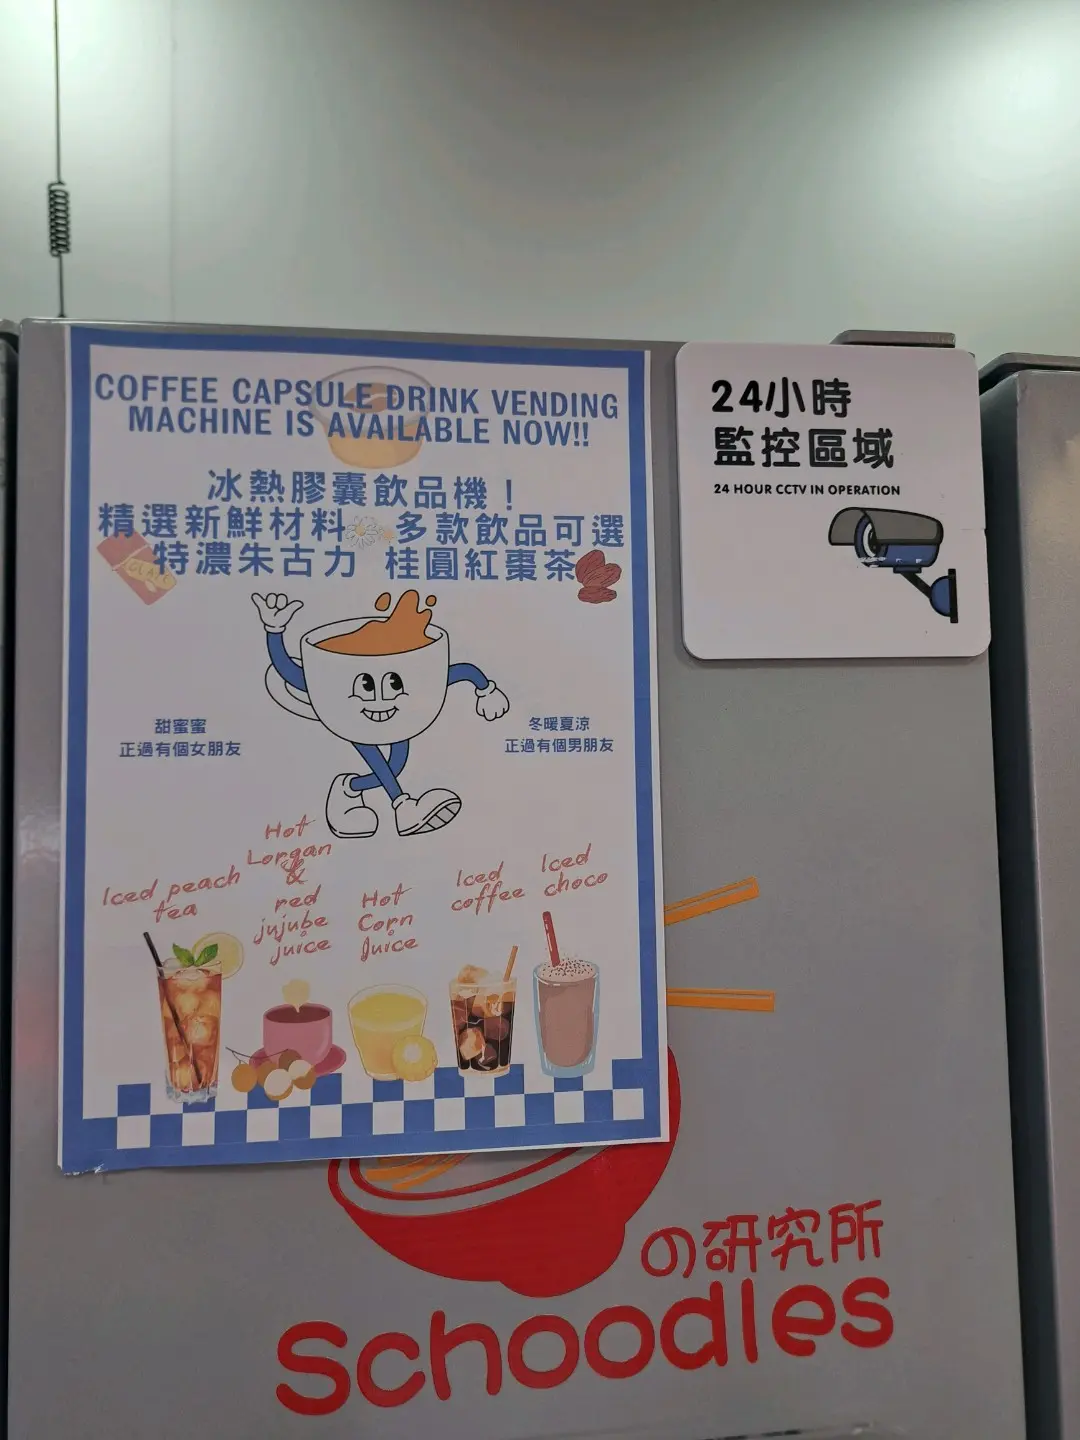 COFFEE CAPSULE DRINK VENDING
MACHINE IS AVAILABLE NOW!!
冰熱膠囊飲品機！
精選新鮮材料 多款飲品可選
特濃朱古力 桂圓紅棗茶
甜蜜蜜
正過有個女朋友
冬暖夏涼
正過有個男朋友
Iced peach
tea
Hot
Lorgan
&
red
jujube
juice
Hot
Corn
Juice
Iced
coffee
Iced
choco
24小時
監控區域
24 HOUR CCTV IN OPERATION
の研究所
Schoodles